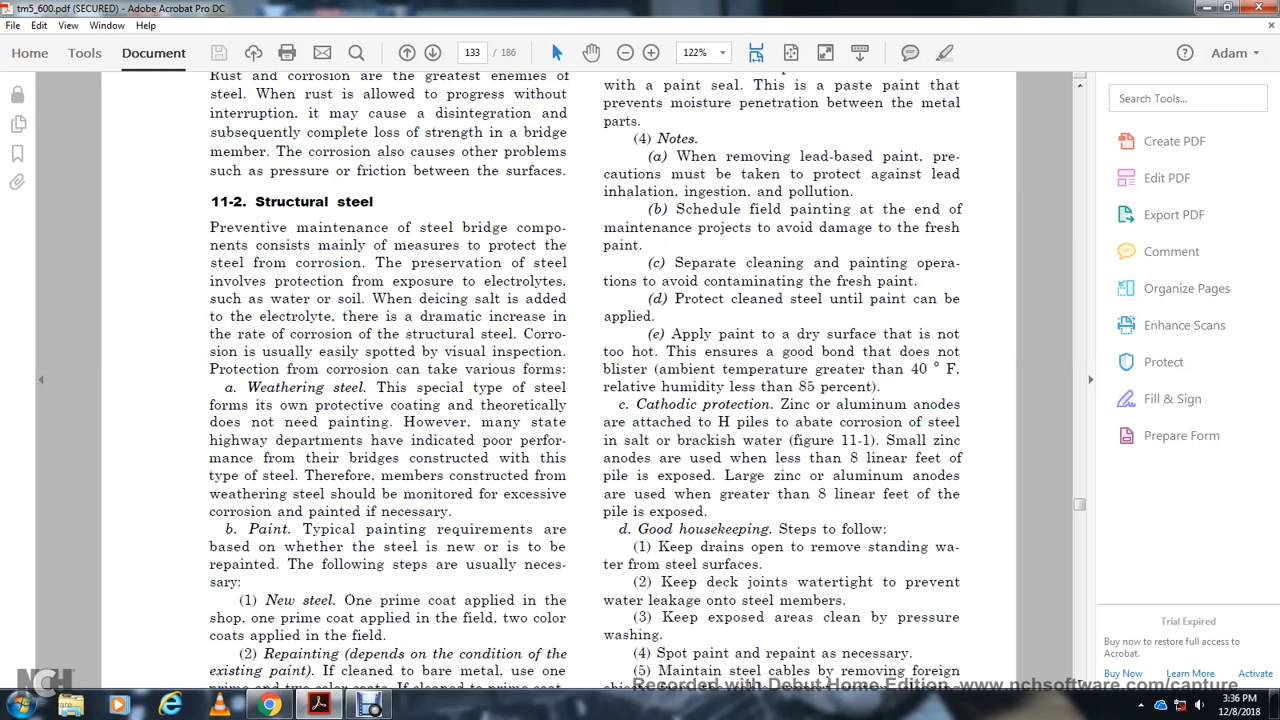 tm5_600.pdf (SECURED) - Adobe Acrobat Pro DC
File Edit View Window Help
Home Tools Document 133 / 186 122% Adam
Rust and corrosion are the greatest enemies of
steel. When rust is allowed to progress without
interruption, it may cause a disintegration and
subsequently complete loss of strength in a bridge
member. The corrosion also causes other problems
such as pressure or friction between the surfaces.
11-2. Structural steel
Preventive maintenance of steel bridge compo-
nents consists mainly of measures to protect the
steel from corrosion. The preservation of steel
involves protection from exposure to electrolytes,
such as water or soil. When deicing salt is added
to the electrolyte, there is a dramatic increase in
the rate of corrosion of the structural steel. Corro-
sion is usually easily spotted by visual inspection.
Protection from corrosion can take various forms:
a. Weathering steel. This special type of steel
forms its own protective coating and theoretically
does not need painting. However, many state
highway departments have indicated poor perfor-
mance from their bridges constructed with this
type of steel. Therefore, members constructed from
weathering steel should be monitored for excessive
corrosion and painted if necessary.
b. Paint. Typical painting requirements are
based on whether the steel is new or is to be
repainted. The following steps are usually neces-
sary:
(1) New steel. One prime coat applied in the
shop, one prime coat applied in the field, two color
coats applied in the field.
(2) Repainting (depends on the condition of the
existing paint). If cleaned to bare metal, use one
with a paint seal. This is a paste paint that
prevents moisture penetration between the metal
parts.
(4) Notes.
(a) When removing lead-based paint, pre-
cautions must be taken to protect against lead
inhalation, ingestion, and pollution.
(b) Schedule field painting at the end of
maintenance projects to avoid damage to the fresh
paint.
(c) Separate cleaning and painting opera-
tions to avoid contaminating the fresh paint.
(d) Protect cleaned steel until paint can be
applied.
(e) Apply paint to a dry surface that is not
too hot. This ensures a good bond that does not
blister (ambient temperature greater than 40 ° F,
relative humidity less than 85 percent).
c. Cathodic protection. Zinc or aluminum anodes
are attached to H piles to abate corrosion of steel
in salt or brackish water (figure 11-1). Small zinc
anodes are used when less than 8 linear feet of
pile is exposed. Large zinc or aluminum anodes
are used when greater than 8 linear feet of the
pile is exposed.
d. Good housekeeping. Steps to follow:
(1) Keep drains open to remove standing wa-
ter from steel surfaces.
(2) Keep deck joints watertight to prevent
water leakage onto steel members.
(3) Keep exposed areas clean by pressure
washing.
(4) Spot paint and repaint as necessary.
(5) Maintain steel cables by removing foreign
Search Tools...
Create PDF
Edit PDF
Export PDF
Comment
Organize Pages
Enhance Scans
Protect
Fill & Sign
Prepare Form
Trial Expired
Buy now to restore full access to
Acrobat.
Buy Now Learn More Activate
Recorded with Debut Home Edition - www.nchsoftware.com/capture
NCH
3:36 PM
12/8/2018